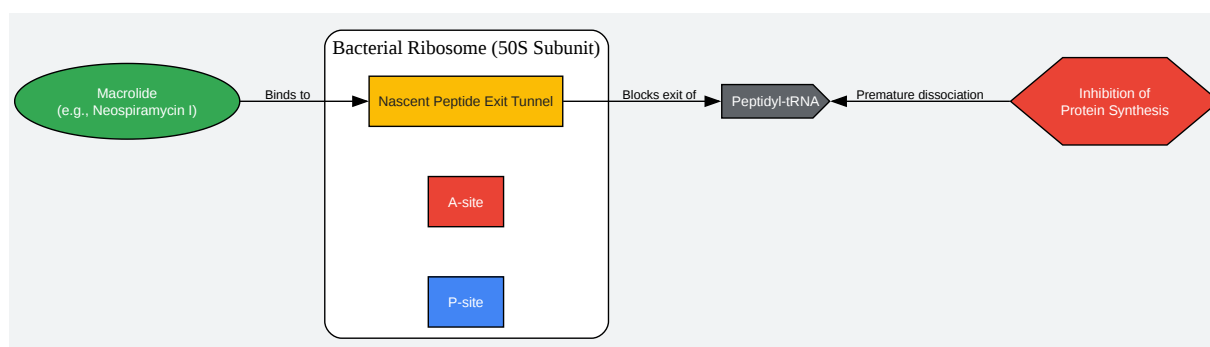 Bacterial Ribosome (50S Subunit)
Macrolide
(e.g., Neospiramycin I)
Binds to
Nascent Peptide Exit Tunnel
Blocks exit of
Peptidyl-tRNA
Premature dissociation
Inhibition of
Protein Synthesis
A-site
P-site